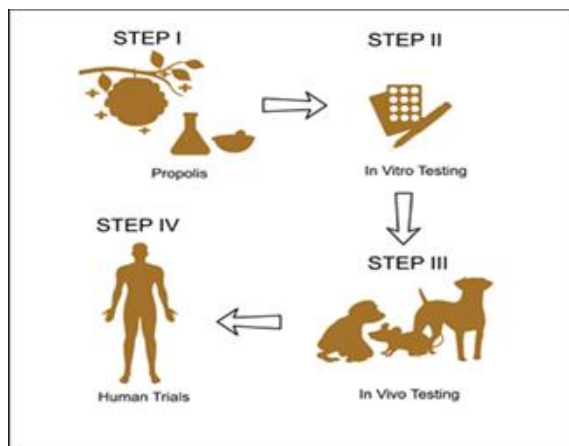 STEP I
Propolis
STEP II
In Vitro Testing
STEP III
In Vivo Testing
STEP IV
Human Trials